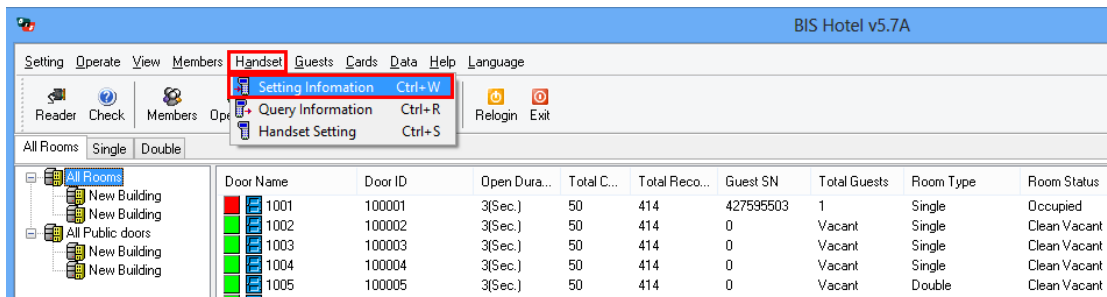 BIS Hotel v5.7A
Setting Operate View Members Handset Guests Cards Data Help Language
Setting Infomation Ctrl+W
Query Information Ctrl+R
Handset Setting Ctrl+S
Reader Check Members Ope Relogin Exit
All Rooms Single Double
All Rooms
New Building
New Building
All Public doors
New Building
New Building
Door Name Door ID Open Dura... Total C... Total Reco... Guest SN Total Guests Room Type Room Status
1001 100001 3(Sec.) 50 414 427595503 1 Single Occupied
1002 100002 3(Sec.) 50 414 0 Vacant Single Clean Vacant
1003 100003 3(Sec.) 50 414 0 Vacant Single Clean Vacant
1004 100004 3(Sec.) 50 414 0 Vacant Single Clean Vacant
1005 100005 3(Sec.) 50 414 0 Vacant Double Clean Vacant